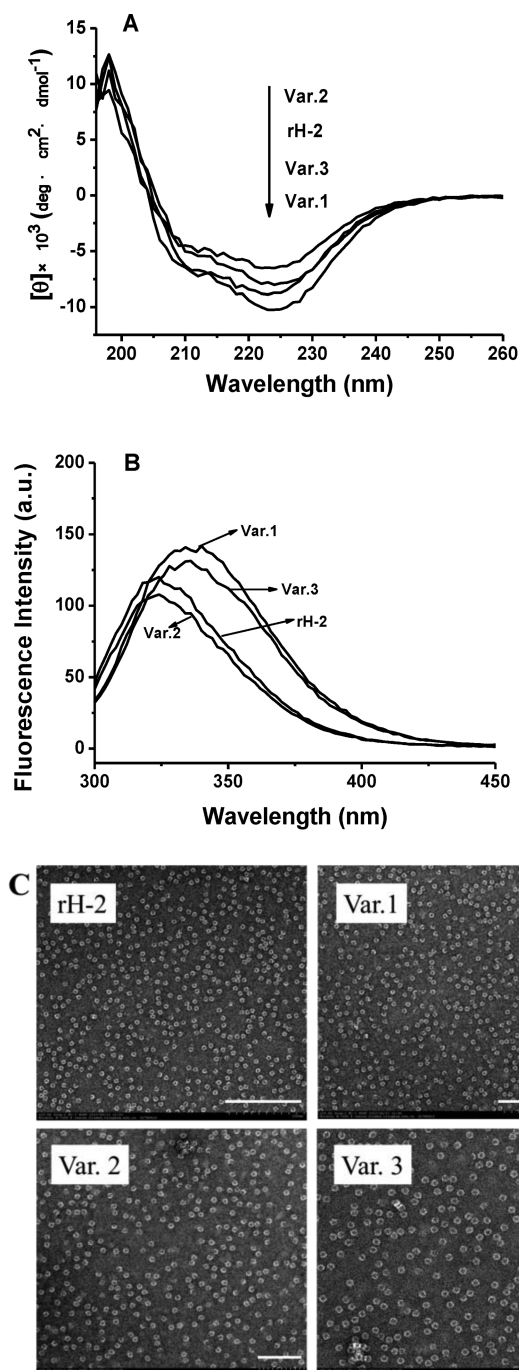 A
Var.2
rH-2
Var.3
Var.1
[θ]× 10³ (deg · cm²· dmol⁻¹)
15
10
5
0
-5
-10
200 210 220 230 240 250 260
Wavelength (nm)
B
Fluorescence Intensity (a.u.)
200
150
100
50
0
Var.1
Var.3
rH-2
Var.2
300 350 400 450
Wavelength (nm)
C
rH-2
Var.1
Var. 2
Var. 3